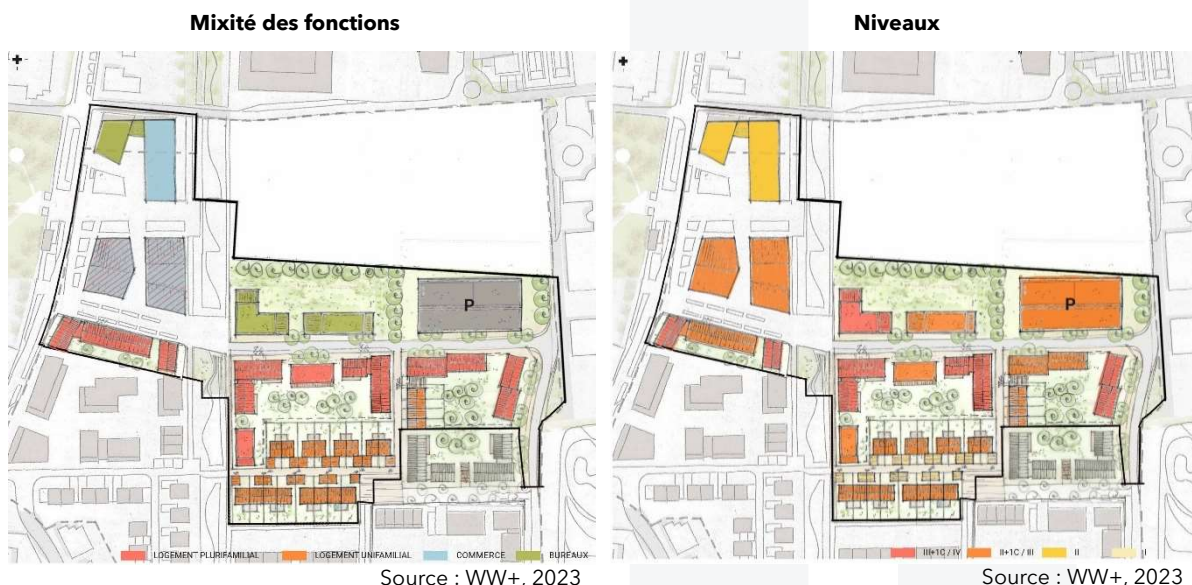 Mixité des fonctions
Niveaux
P
P
LOGEMENT PLURIFAMILIAL LOGEMENT UNIFAMILIAL COMMERCE BUREAUX
III+1C / IV II+1C / III II I
Source : WW+, 2023
Source : WW+, 2023